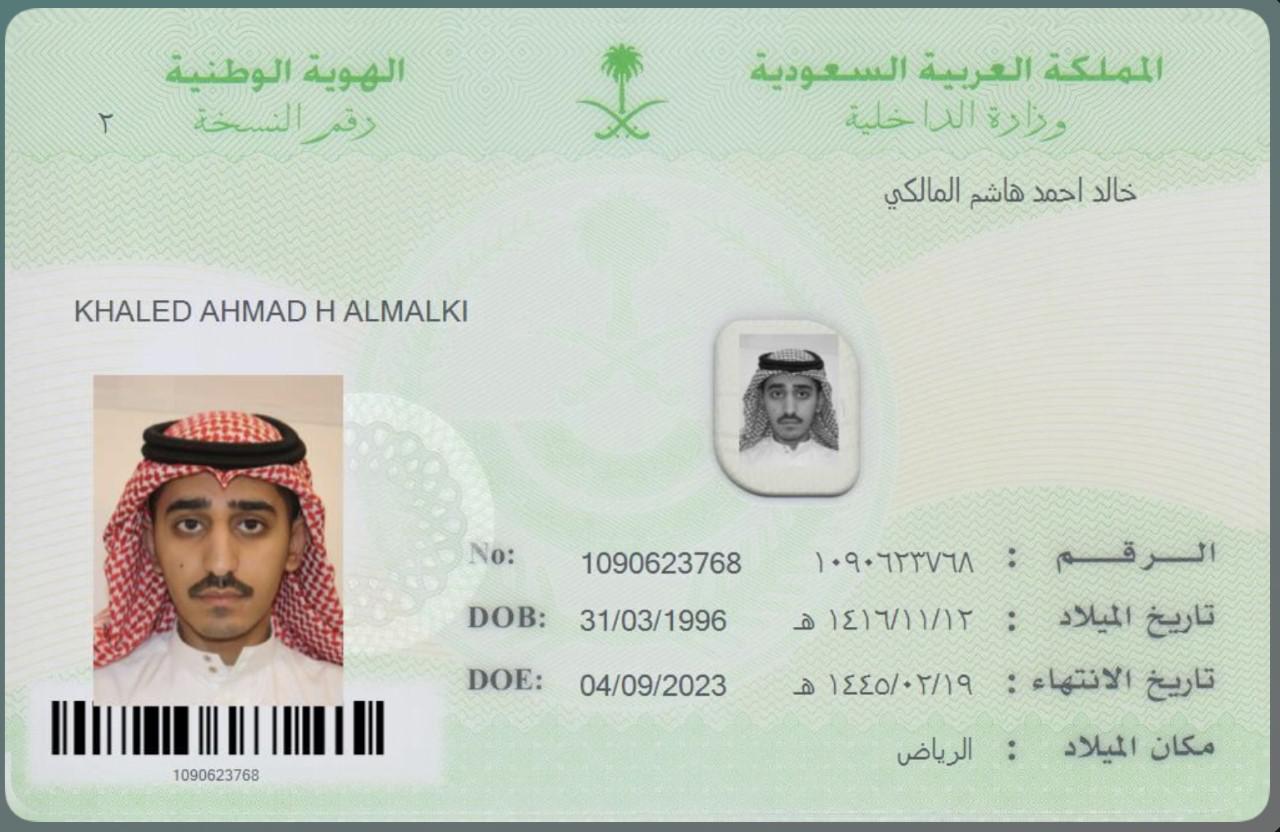 المملكة العربية السعودية
الهوية الوطنية
وزارة الداخلية
رقم النسخة ٢
خالد احمد هاشم المالكي
KHALED AHMAD H ALMALKI
No: 1090623768 الرقم : ١٠٩٠٦٢٣٧٦٨
DOB: 31/03/1996 تاريخ الميلاد : ١٤١٦/١١/١٢ هـ
DOE: 04/09/2023 تاريخ الانتهاء : ١٤٤٥/٠٢/١٩ هـ
مكان الميلاد : الرياض
1090623768